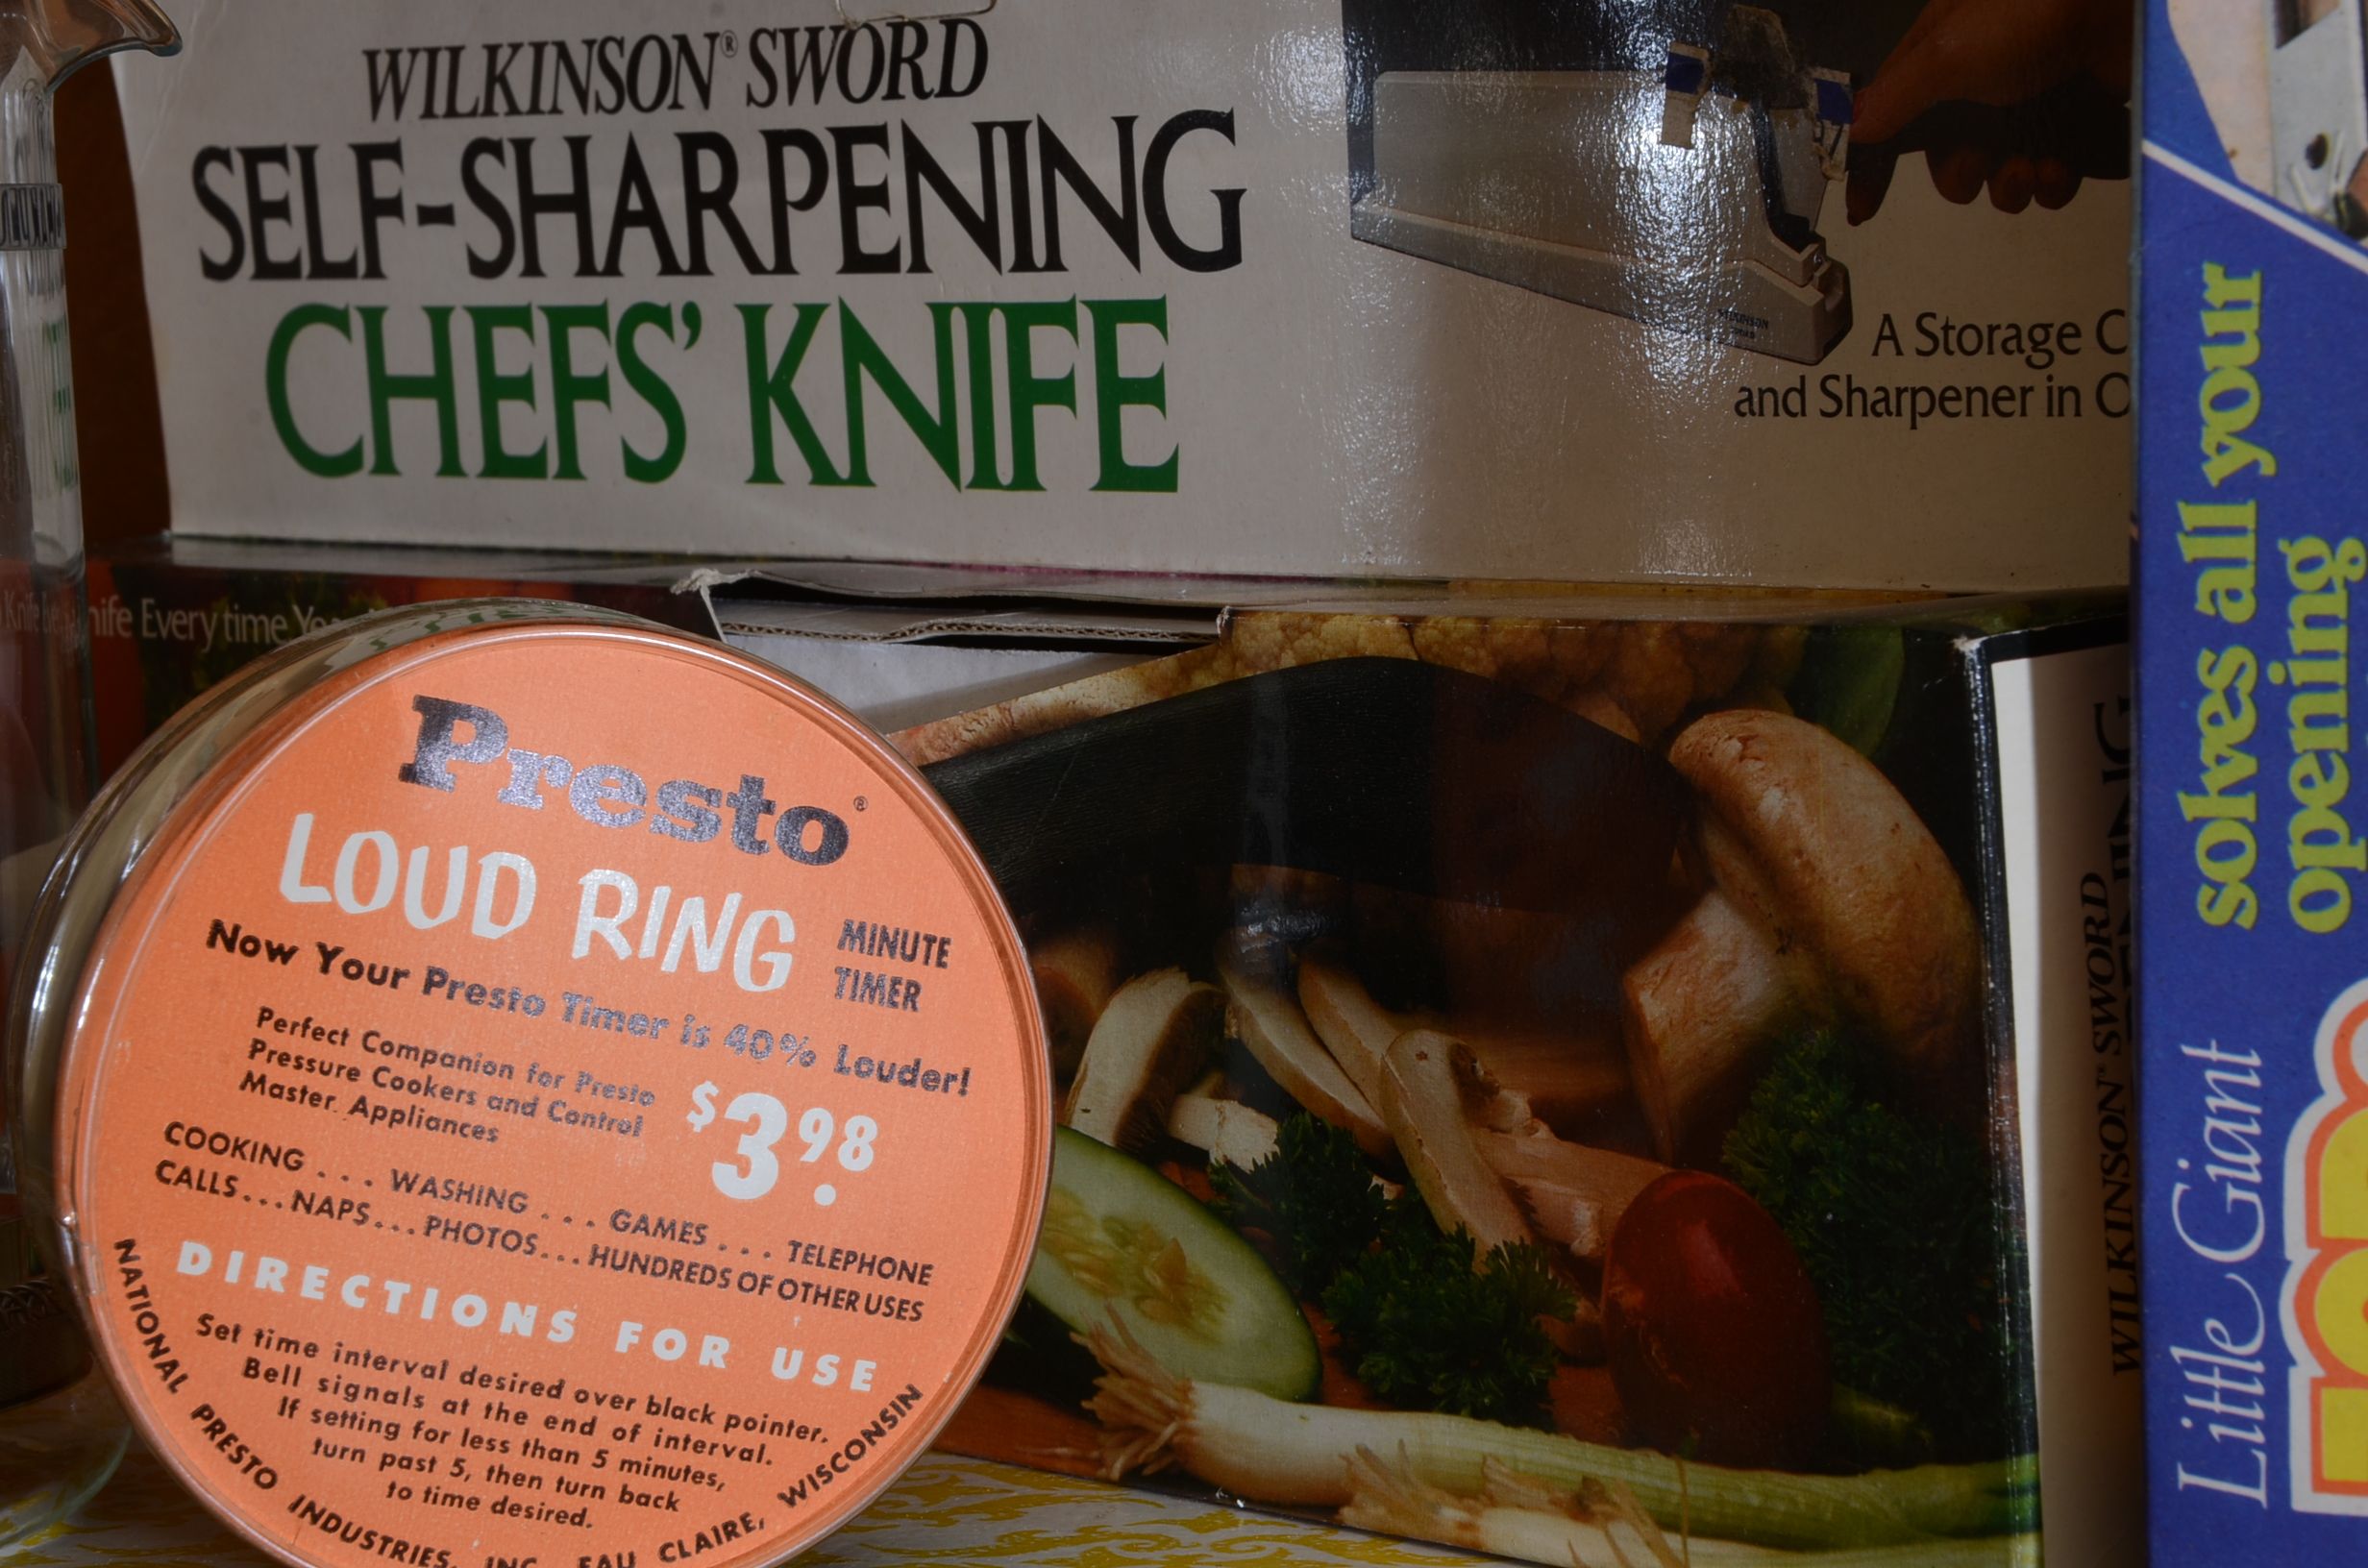 WILKINSON® SWORD
SELF-SHARPENING
CHEFS' KNIFE
A Storage
and Sharpener in
WILKINSON
Knife
nife Every time
Presto®
LOUD RING
MINUTE
TIMER
Now Your Presto Timer is 40% Louder!
Perfect Companion for Presto
Pressure Cookers and Control
Master Appliances
$3.98
COOKING . . . WASHING . . . GAMES . . . TELEPHONE
CALLS...NAPS...PHOTOS...HUNDREDS OF OTHER USES
DIRECTIONS FOR USE
Set time interval desired over black pointer.
Bell signals at the end of interval.
If setting for less than 5 minutes,
turn past 5, then turn back
to time desired.
NATIONAL PRESTO INDUSTRIES, INC. EAU CLAIRE, WISCONSIN
WILKINSON® SWORD
solves all your
opening
Little Giant